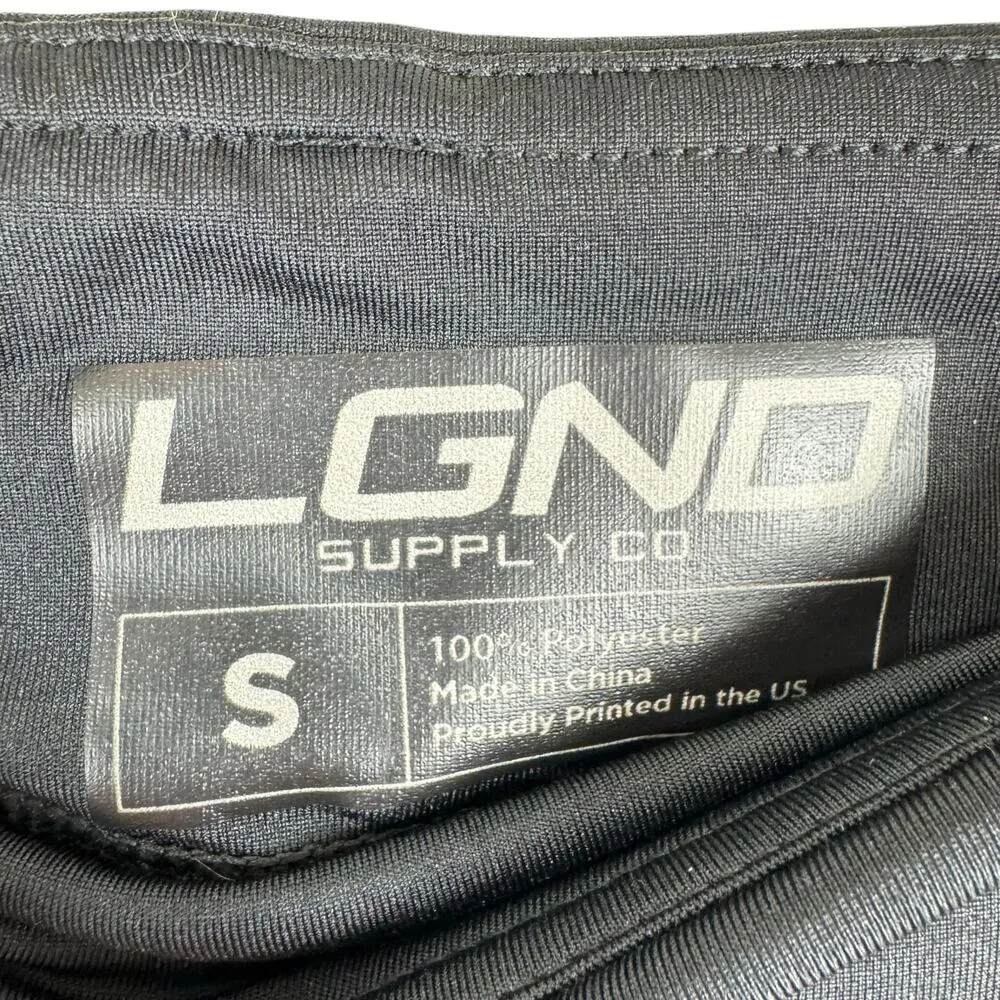 LGND
SUPPLY CO
S
100% Polyester
Made in China
Proudly Printed in the US